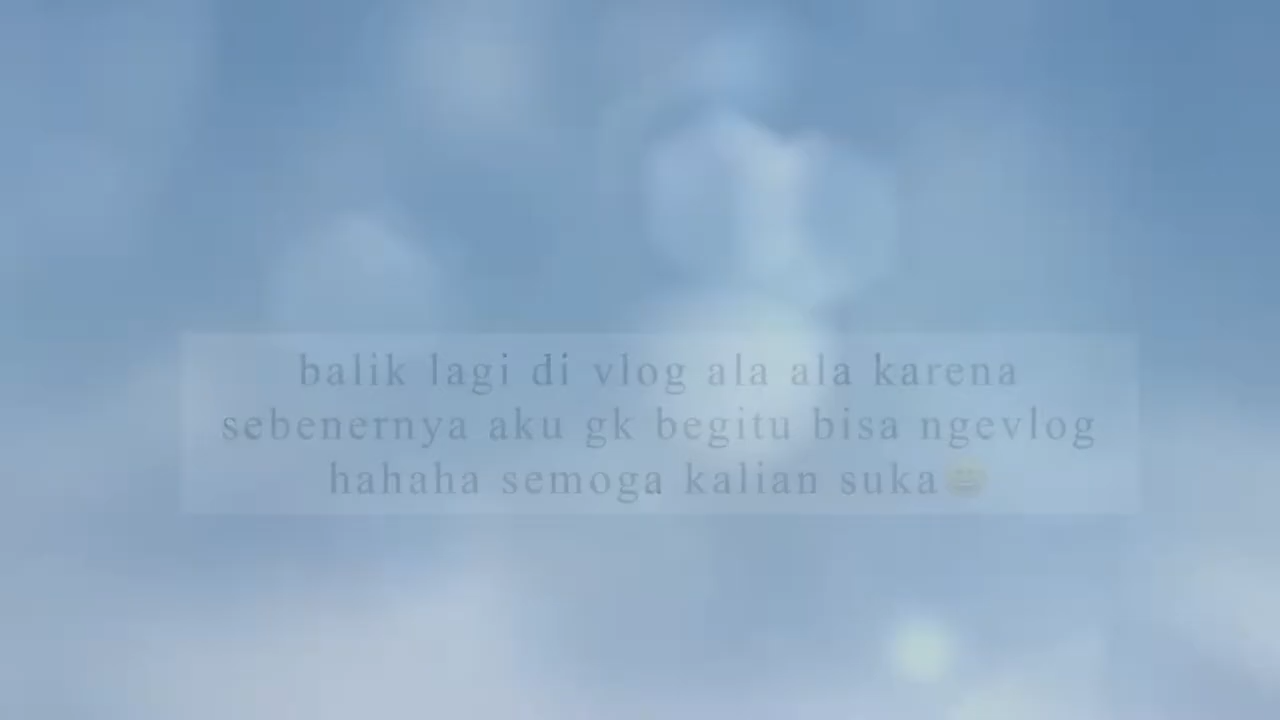 balik lagi di vlog ala ala karena
sebenernya aku gk begitu bisa ngevlog
hahaha semoga kalian suka😄